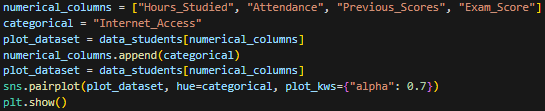 numerical_columns = ["Hours_Studied", "Attendance", "Previous_Scores", "Exam_Score"]
categorical = "Internet_Access"
plot_dataset = data_students[numerical_columns]
numerical_columns.append(categorical)
plot_dataset = data_students[numerical_columns]
sns.pairplot(plot_dataset, hue=categorical, plot_kws={"alpha": 0.7})
plt.show()